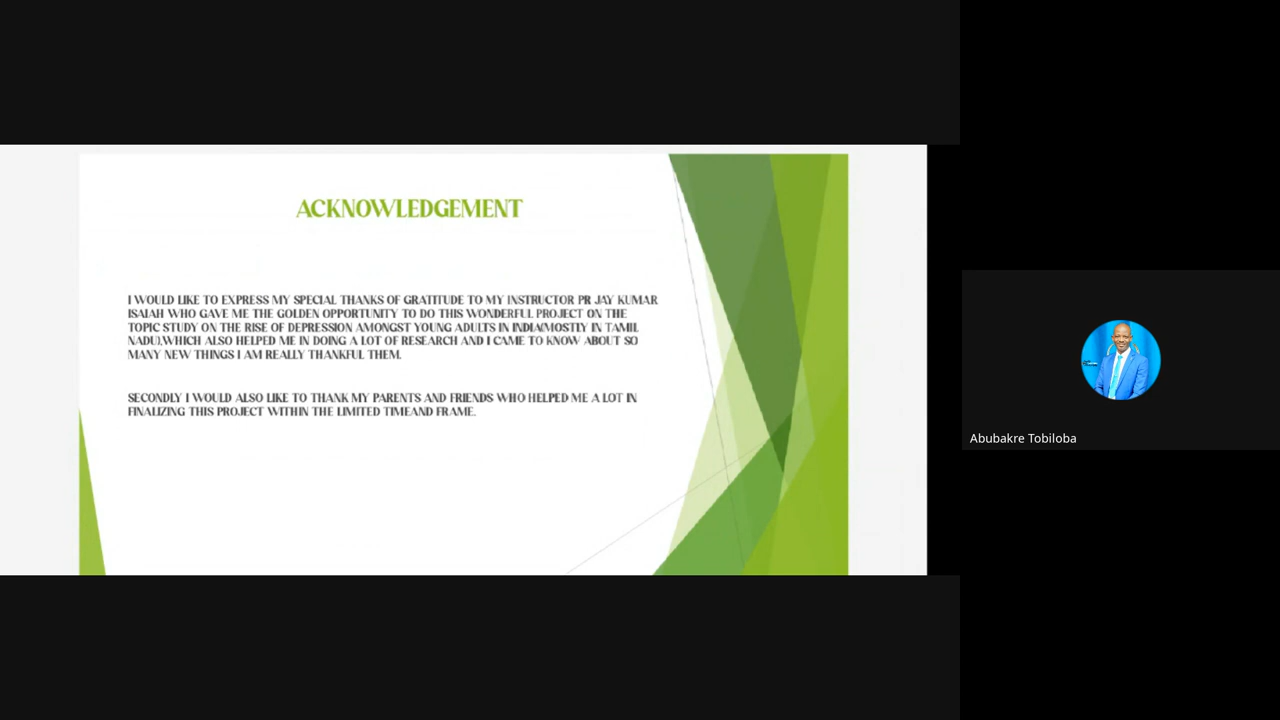 ACKNOWLEDGEMENT
I WOULD LIKE TO EXPRESS MY SPECIAL THANKS OF GRATITUDE TO MY INSTRUCTOR PR JAY KUMAR
ISAIAH WHO GAVE ME THE GOLDEN OPPORTUNITY TO DO THIS WONDERFUL PROJECT ON THE
TOPIC STUDY ON THE RISE OF DEPRESSION AMONGST YOUNG ADULTS IN INDIA(MOSTLY IN TAMIL
NADU),WHICH ALSO HELPED ME IN DOING A LOT OF RESEARCH AND I CAME TO KNOW ABOUT SO
MANY NEW THINGS I AM REALLY THANKFUL THEM.
SECONDLY I WOULD ALSO LIKE TO THANK MY PARENTS AND FRIENDS WHO HELPED ME A LOT IN
FINALIZING THIS PROJECT WITHIN THE LIMITED TIMEAND FRAME.
Abubakre Tobiloba